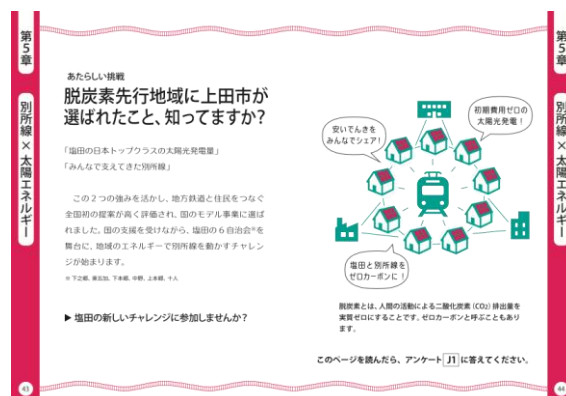 第5章
別所線 × 太陽エネルギー
43
あたらしい挑戦
脱炭素先行地域に上田市が
選ばれたこと、知ってますか?
「塩田の日本トップクラスの太陽光発電量」
「みんなで支えてきた別所線」
この2つの強みを活かし、地方鉄道と住民をつなぐ
全国初の提案が高く評価され、国のモデル事業に選ば
れました。国の支援を受けながら、塩田の6自治会※を
舞台に、地域のエネルギーで別所線を動かすチャレン
ジが始まります。
※ 下之郷、東五加、下本郷、中野、上本郷、十人
▶ 塩田の新しいチャレンジに参加しませんか?
初期費用ゼロの
太陽光発電!
安いでんきを
みんなでシェア!
塩田と別所線を
ゼロカーボンに!
脱炭素とは、人間の活動による二酸化炭素 (CO₂) 排出量を
実質ゼロにすることです。ゼロカーボンと呼ぶこともあり
ます。
このページを読んだら、アンケート J1 に答えてください。
第5章
別所線 × 太陽エネルギー
44